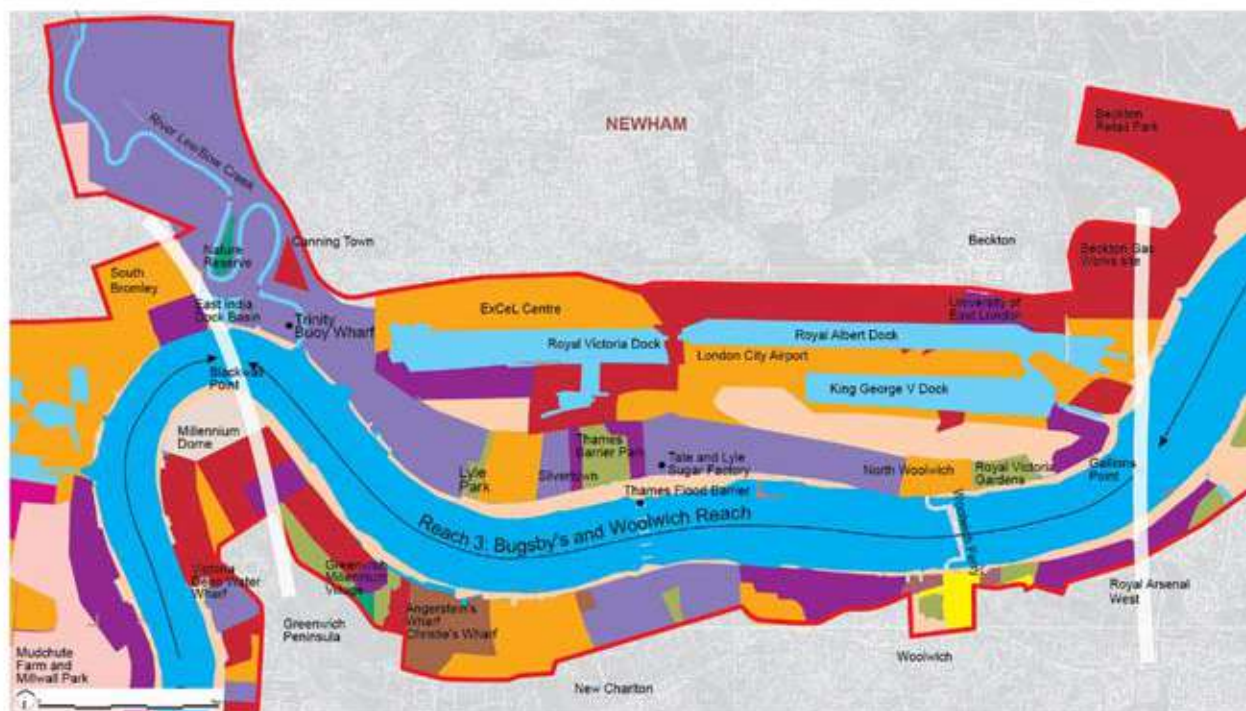 NEWHAM
Beckton
Retail Park
River Lea/Bow Creek
Nature
Reserve
Canning Town
Beckton
Beckton Gas
Works site
South
Bromley
East India
Dock Basin
Trinity
Buoy Wharf
ExCeL Centre
University of
East London
Royal Victoria Dock
Royal Albert Dock
London City Airport
Blackwall
Point
King George V Dock
Millennium
Dome
Thames
Barrier Park
Lyle
Park
Silvertown
Tate and Lyle
Sugar Factory
North Woolwich
Royal Victoria
Gardens
Gallions
Point
Thames Flood Barrier
Reach 3: Bugsby's and Woolwich Reach
Woolwich Ferry
Victoria
Deep Water
Wharf
Greenwich
Millennium
Village
Greenwich
Peninsula
Angerstein's
Wharf
Christie's Wharf
Royal Arsenal
West
Mudchute
Farm and
Millwall Park
Woolwich
New Charlton